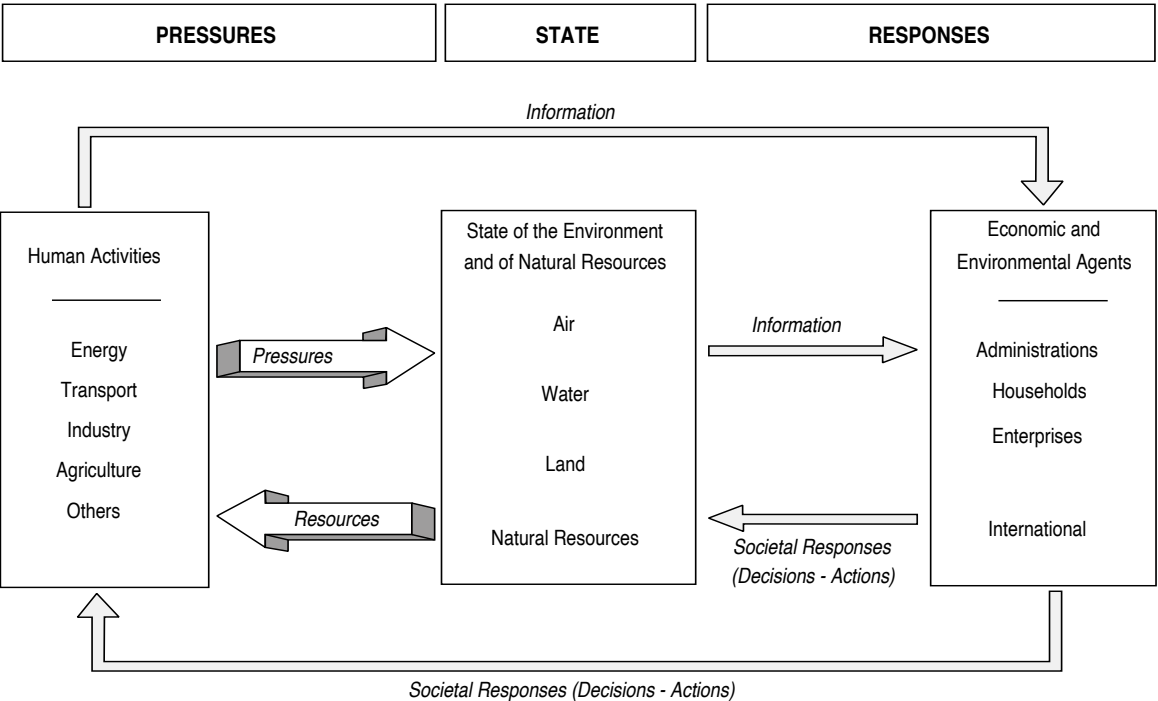 PRESSURES
STATE
RESPONSES
Information
Human Activities
Energy
Transport
Industry
Agriculture
Others
Pressures
Resources
State of the Environment
and of Natural Resources
Air
Water
Land
Natural Resources
Information
Societal Responses
(Decisions - Actions)
Economic and
Environmental Agents
Administrations
Households
Enterprises
International
Societal Responses (Decisions - Actions)